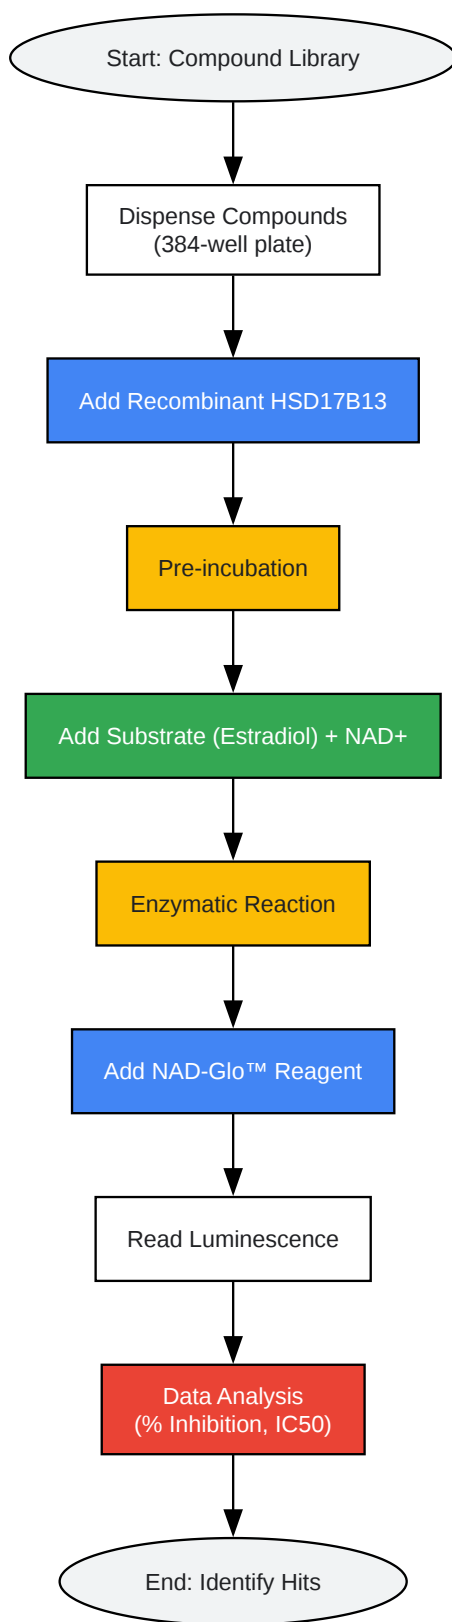 Start: Compound Library
Dispense Compounds
(384-well plate)
Add Recombinant HSD17B13
Pre-incubation
Add Substrate (Estradiol) + NAD+
Enzymatic Reaction
Add NAD-Glo™ Reagent
Read Luminescence
Data Analysis
(% Inhibition, IC50)
End: Identify Hits